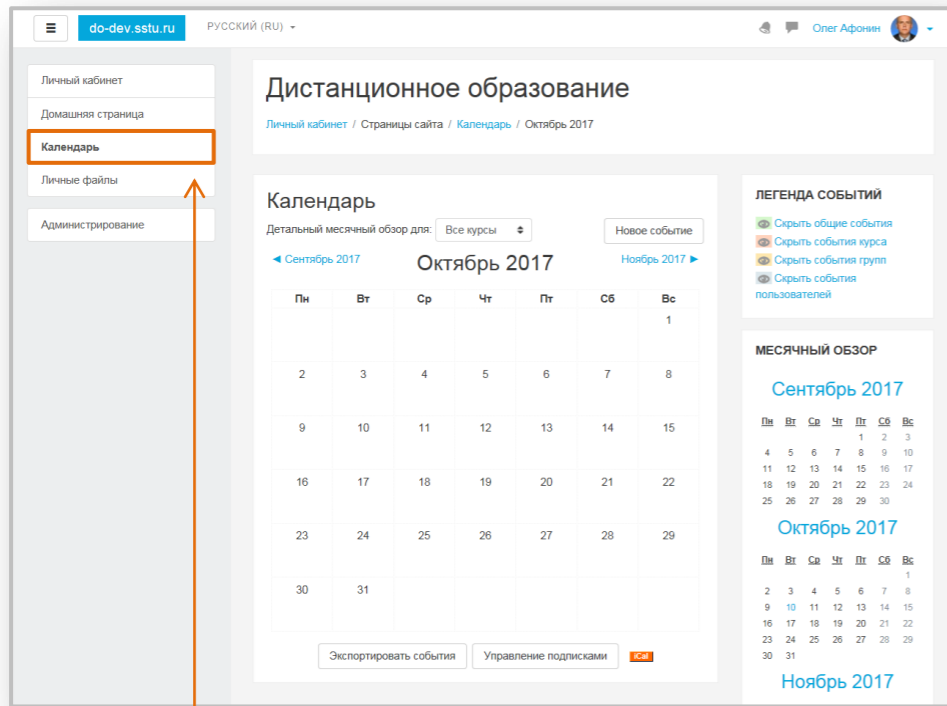 do-dev.sstu.ru РУССКИЙ (RU) Олег Афонин
Личный кабинет
Домашняя страница
Календарь
Личные файлы
Администрирование
Дистанционное образование
Личный кабинет / Страницы сайта / Календарь / Октябрь 2017
Календарь
Детальный месячный обзор для: Все курсы Новое событие
◄ Сентябрь 2017 Октябрь 2017 Ноябрь 2017 ►
Пн Вт Ср Чт Пт Сб Вс
1
2 3 4 5 6 7 8
9 10 11 12 13 14 15
16 17 18 19 20 21 22
23 24 25 26 27 28 29
30 31
Экспортировать события Управление подписками iCal
ЛЕГЕНДА СОБЫТИЙ
Скрыть общие события
Скрыть события курса
Скрыть события групп
Скрыть события
пользователей
МЕСЯЧНЫЙ ОБЗОР
Сентябрь 2017
Пн Вт Ср Чт Пт Сб Вс
1 2 3
4 5 6 7 8 9 10
11 12 13 14 15 16 17
18 19 20 21 22 23 24
25 26 27 28 29 30
Октябрь 2017
Пн Вт Ср Чт Пт Сб Вс
1
2 3 4 5 6 7 8
9 10 11 12 13 14 15
16 17 18 19 20 21 22
23 24 25 26 27 28 29
30 31
Ноябрь 2017